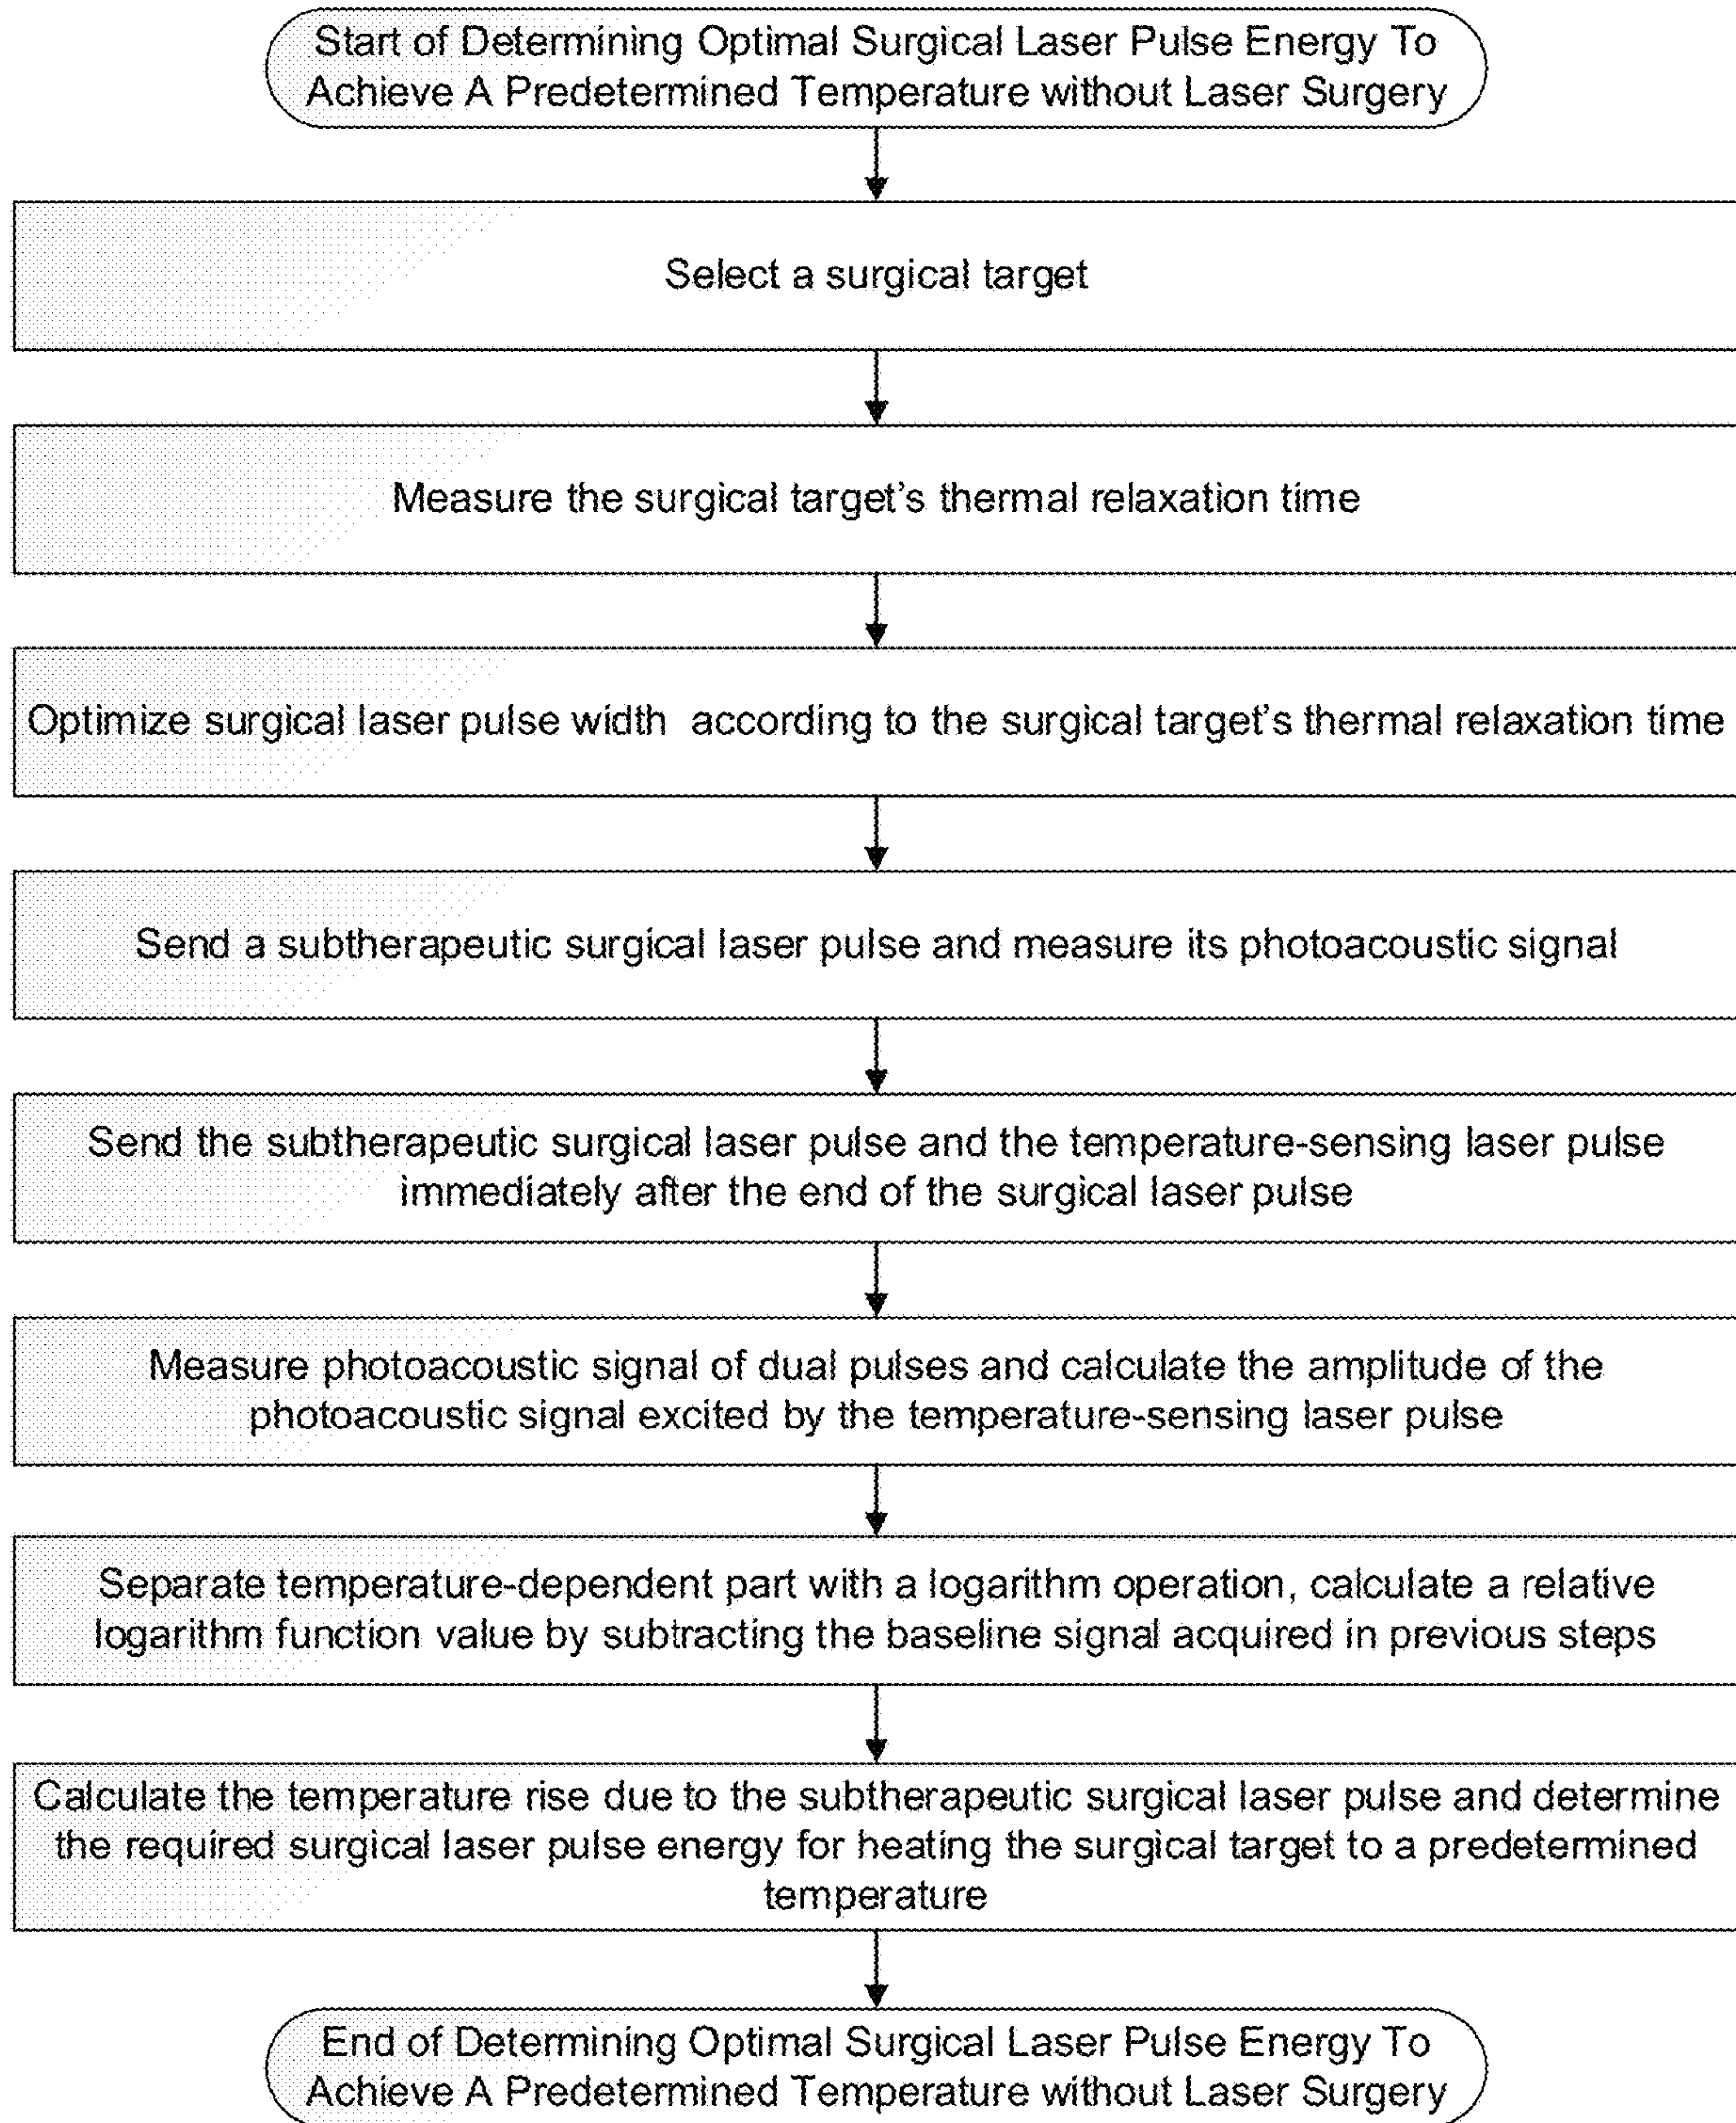 Start of Determining Optimal Surgical Laser Pulse Energy To
Achieve A Predetermined Temperature without Laser Surgery
Select a surgical target
Measure the surgical target's thermal relaxation time
Optimize surgical laser pulse width according to the surgical target's thermal relaxation time
Send a subtherapeutic surgical laser pulse and measure its photoacoustic signal
Send the subtherapeutic surgical laser pulse and the temperature-sensing laser pulse
immediately after the end of the surgical laser pulse
Measure photoacoustic signal of dual pulses and calculate the amplitude of the
photoacoustic signal excited by the temperature-sensing laser pulse
Separate temperature-dependent part with a logarithm operation, calculate a relative
logarithm function value by subtracting the baseline signal acquired in previous steps
Calculate the temperature rise due to the subtherapeutic surgical laser pulse and determine
the required surgical laser pulse energy for heating the surgical target to a predetermined
temperature
End of Determining Optimal Surgical Laser Pulse Energy To
Achieve A Predetermined Temperature without Laser Surgery